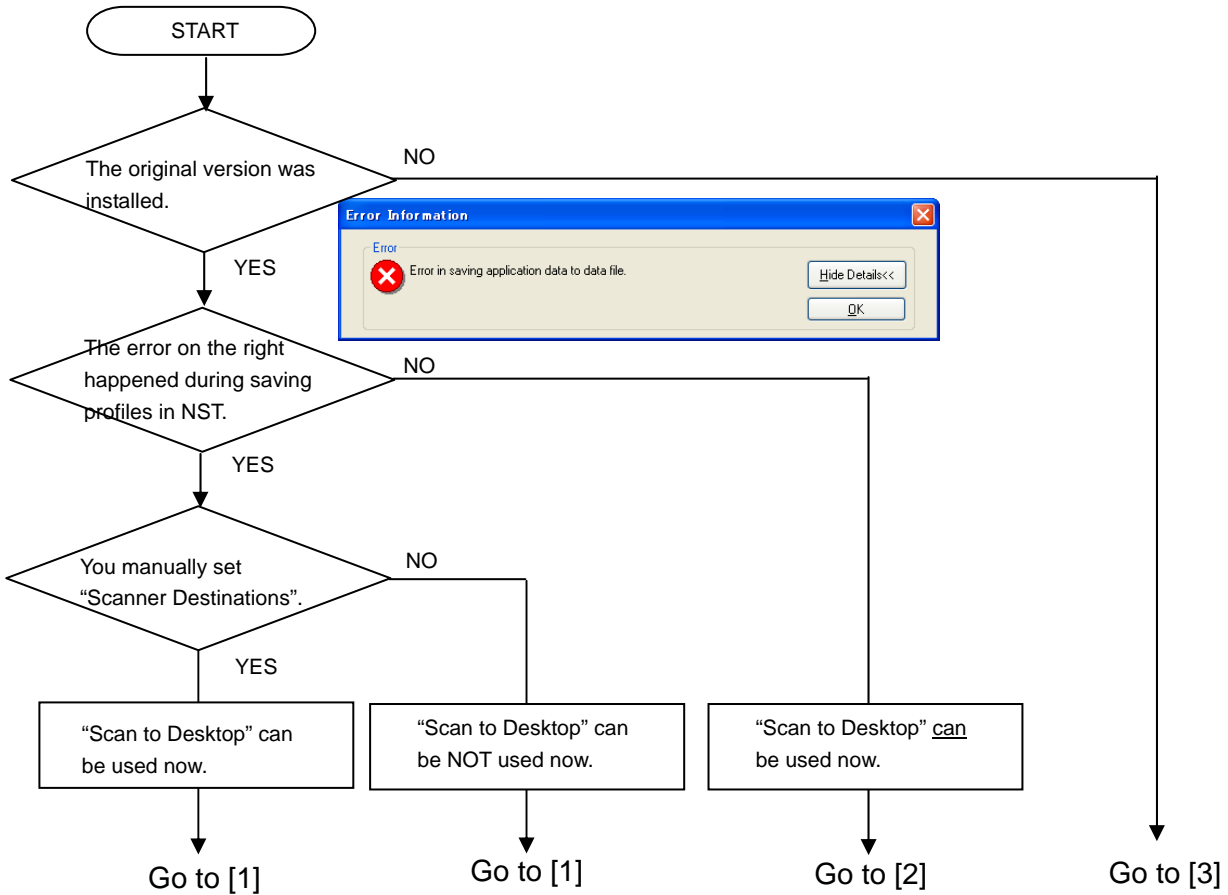 START
The original version was
installed.
NO
YES
Error Information
Error
Error in saving application data to data file.
Hide Details<<
OK
The error on the right
happened during saving
profiles in NST.
NO
YES
You manually set
“Scanner Destinations”.
NO
YES
“Scan to Desktop” can
be used now.
“Scan to Desktop” can
be NOT used now.
“Scan to Desktop” can
be used now.
Go to [1]
Go to [1]
Go to [2]
Go to [3]